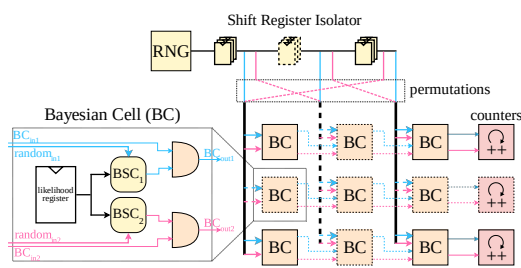 Shift Register Isolator
RNG
permutations
Bayesian Cell (BC)
counters
BCin1
randomin1
BSC1
BCout1
likelihood
register
BSC2
BCout2
randomin2
BCin2
BC BC BC ++
BC BC BC ++
BC BC BC ++